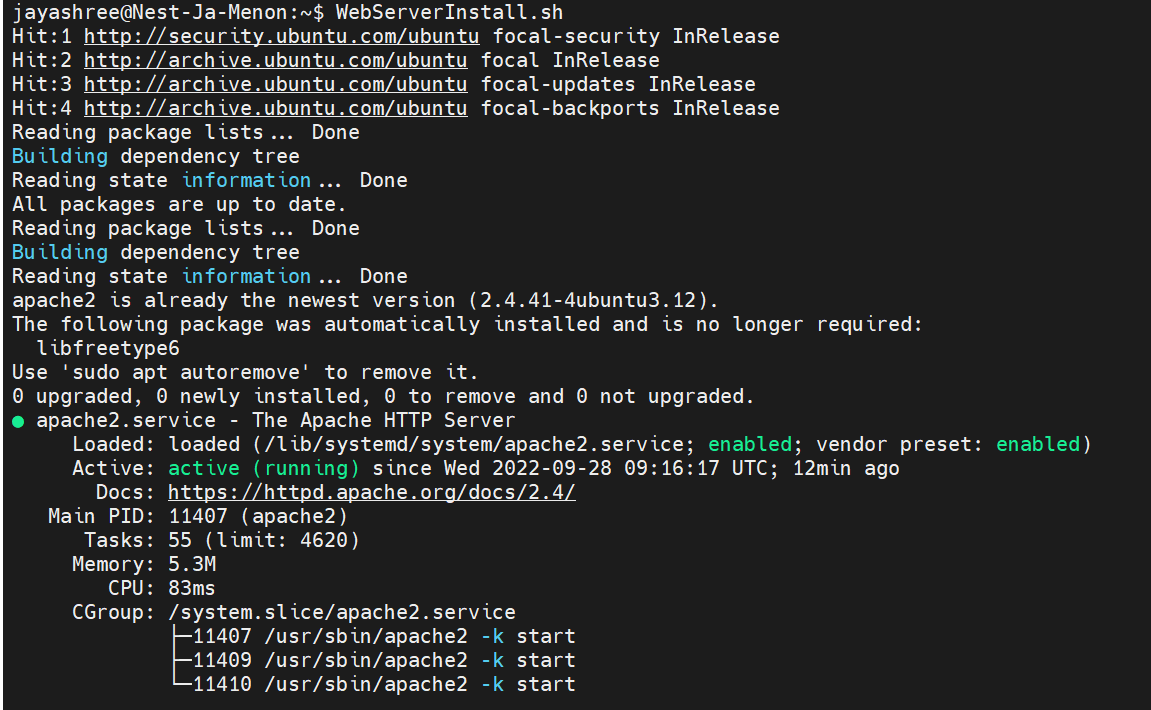 jayashree@Nest-Ja-Menon:~$ WebServerInstall.sh
Hit:1 http://security.ubuntu.com/ubuntu focal-security InRelease
Hit:2 http://archive.ubuntu.com/ubuntu focal InRelease
Hit:3 http://archive.ubuntu.com/ubuntu focal-updates InRelease
Hit:4 http://archive.ubuntu.com/ubuntu focal-backports InRelease
Reading package lists... Done
Building dependency tree
Reading state information... Done
All packages are up to date.
Reading package lists... Done
Building dependency tree
Reading state information... Done
apache2 is already the newest version (2.4.41-4ubuntu3.12).
The following package was automatically installed and is no longer required:
  libfreetype6
Use 'sudo apt autoremove' to remove it.
0 upgraded, 0 newly installed, 0 to remove and 0 not upgraded.
● apache2.service - The Apache HTTP Server
     Loaded: loaded (/lib/systemd/system/apache2.service; enabled; vendor preset: enabled)
     Active: active (running) since Wed 2022-09-28 09:16:17 UTC; 12min ago
       Docs: https://httpd.apache.org/docs/2.4/
   Main PID: 11407 (apache2)
      Tasks: 55 (limit: 4620)
     Memory: 5.3M
        CPU: 83ms
     CGroup: /system.slice/apache2.service
             ├─11407 /usr/sbin/apache2 -k start
             ├─11409 /usr/sbin/apache2 -k start
             └─11410 /usr/sbin/apache2 -k start